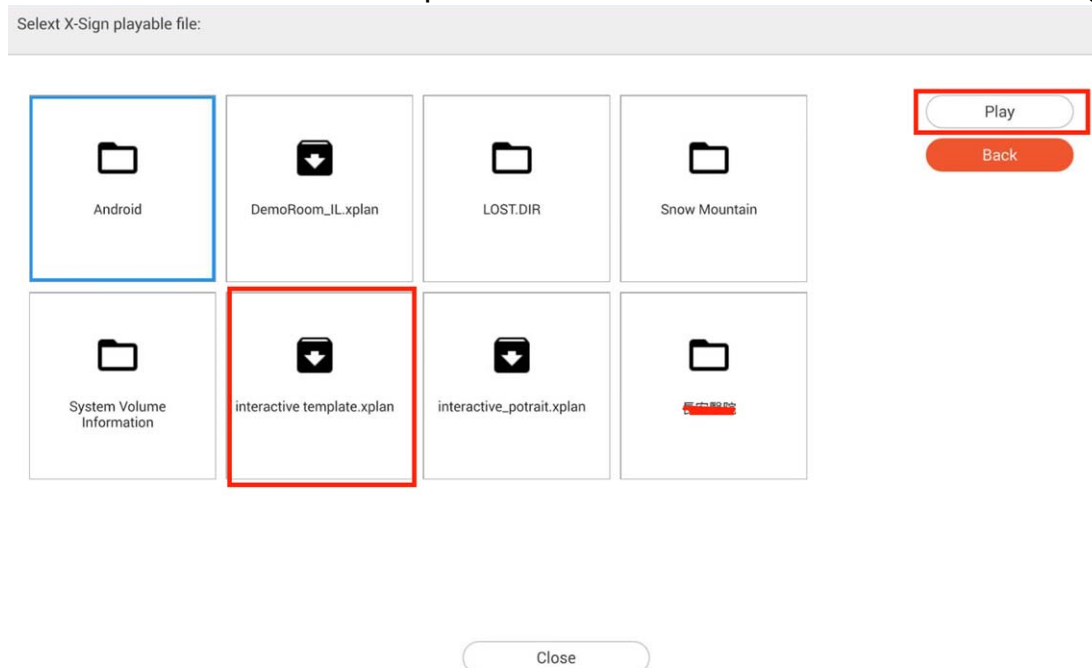 Selext X-Sign playable file:
Android
DemoRoom_IL.xplan
LOST.DIR
Snow Mountain
Play
Back
System Volume
Information
interactive template.xplan
interactive_potrait.xplan
Close